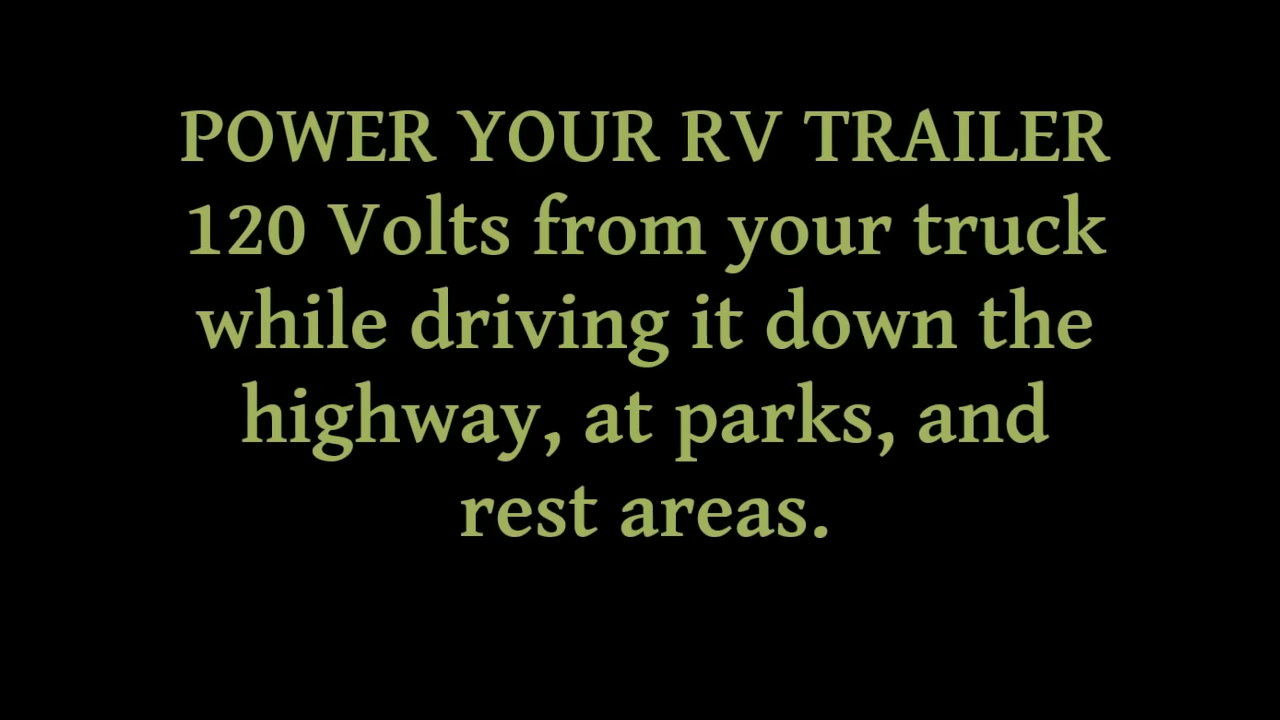 POWER YOUR RV TRAILER
120 Volts from your truck
while driving it down the
highway, at parks, and
rest areas.